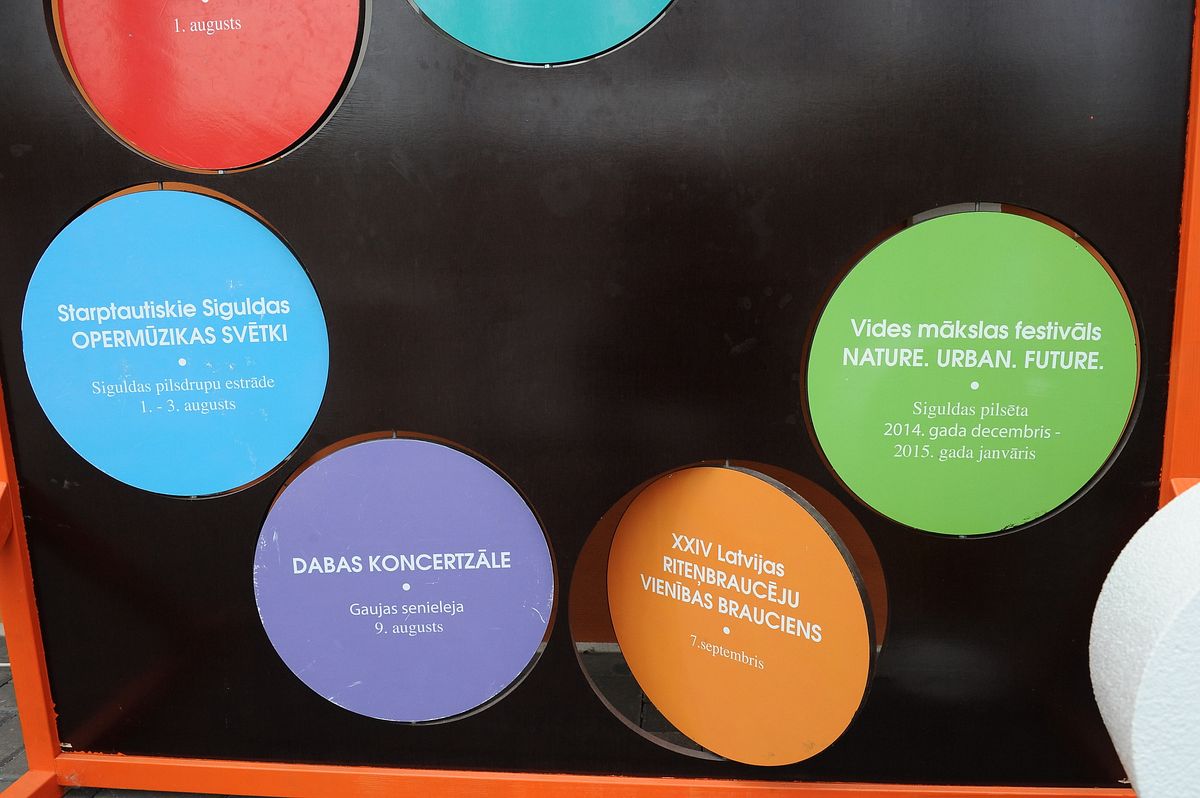 1. augusts
Starptautiskie Siguldas
OPERMŪZIKAS SVĒTKI
Siguldas pilsdrupu estrāde
1. - 3. augusts
DABAS KONCERTZĀLE
Gaujas senieleja
9. augusts
XXIV Latvijas
RITEŅBRAUCĒJU
VIENĪBAS BRAUCIENS
7.septembris
Vides mākslas festivāls
NATURE. URBAN. FUTURE.
Siguldas pilsēta
2014. gada decembris -
2015. gada janvāris